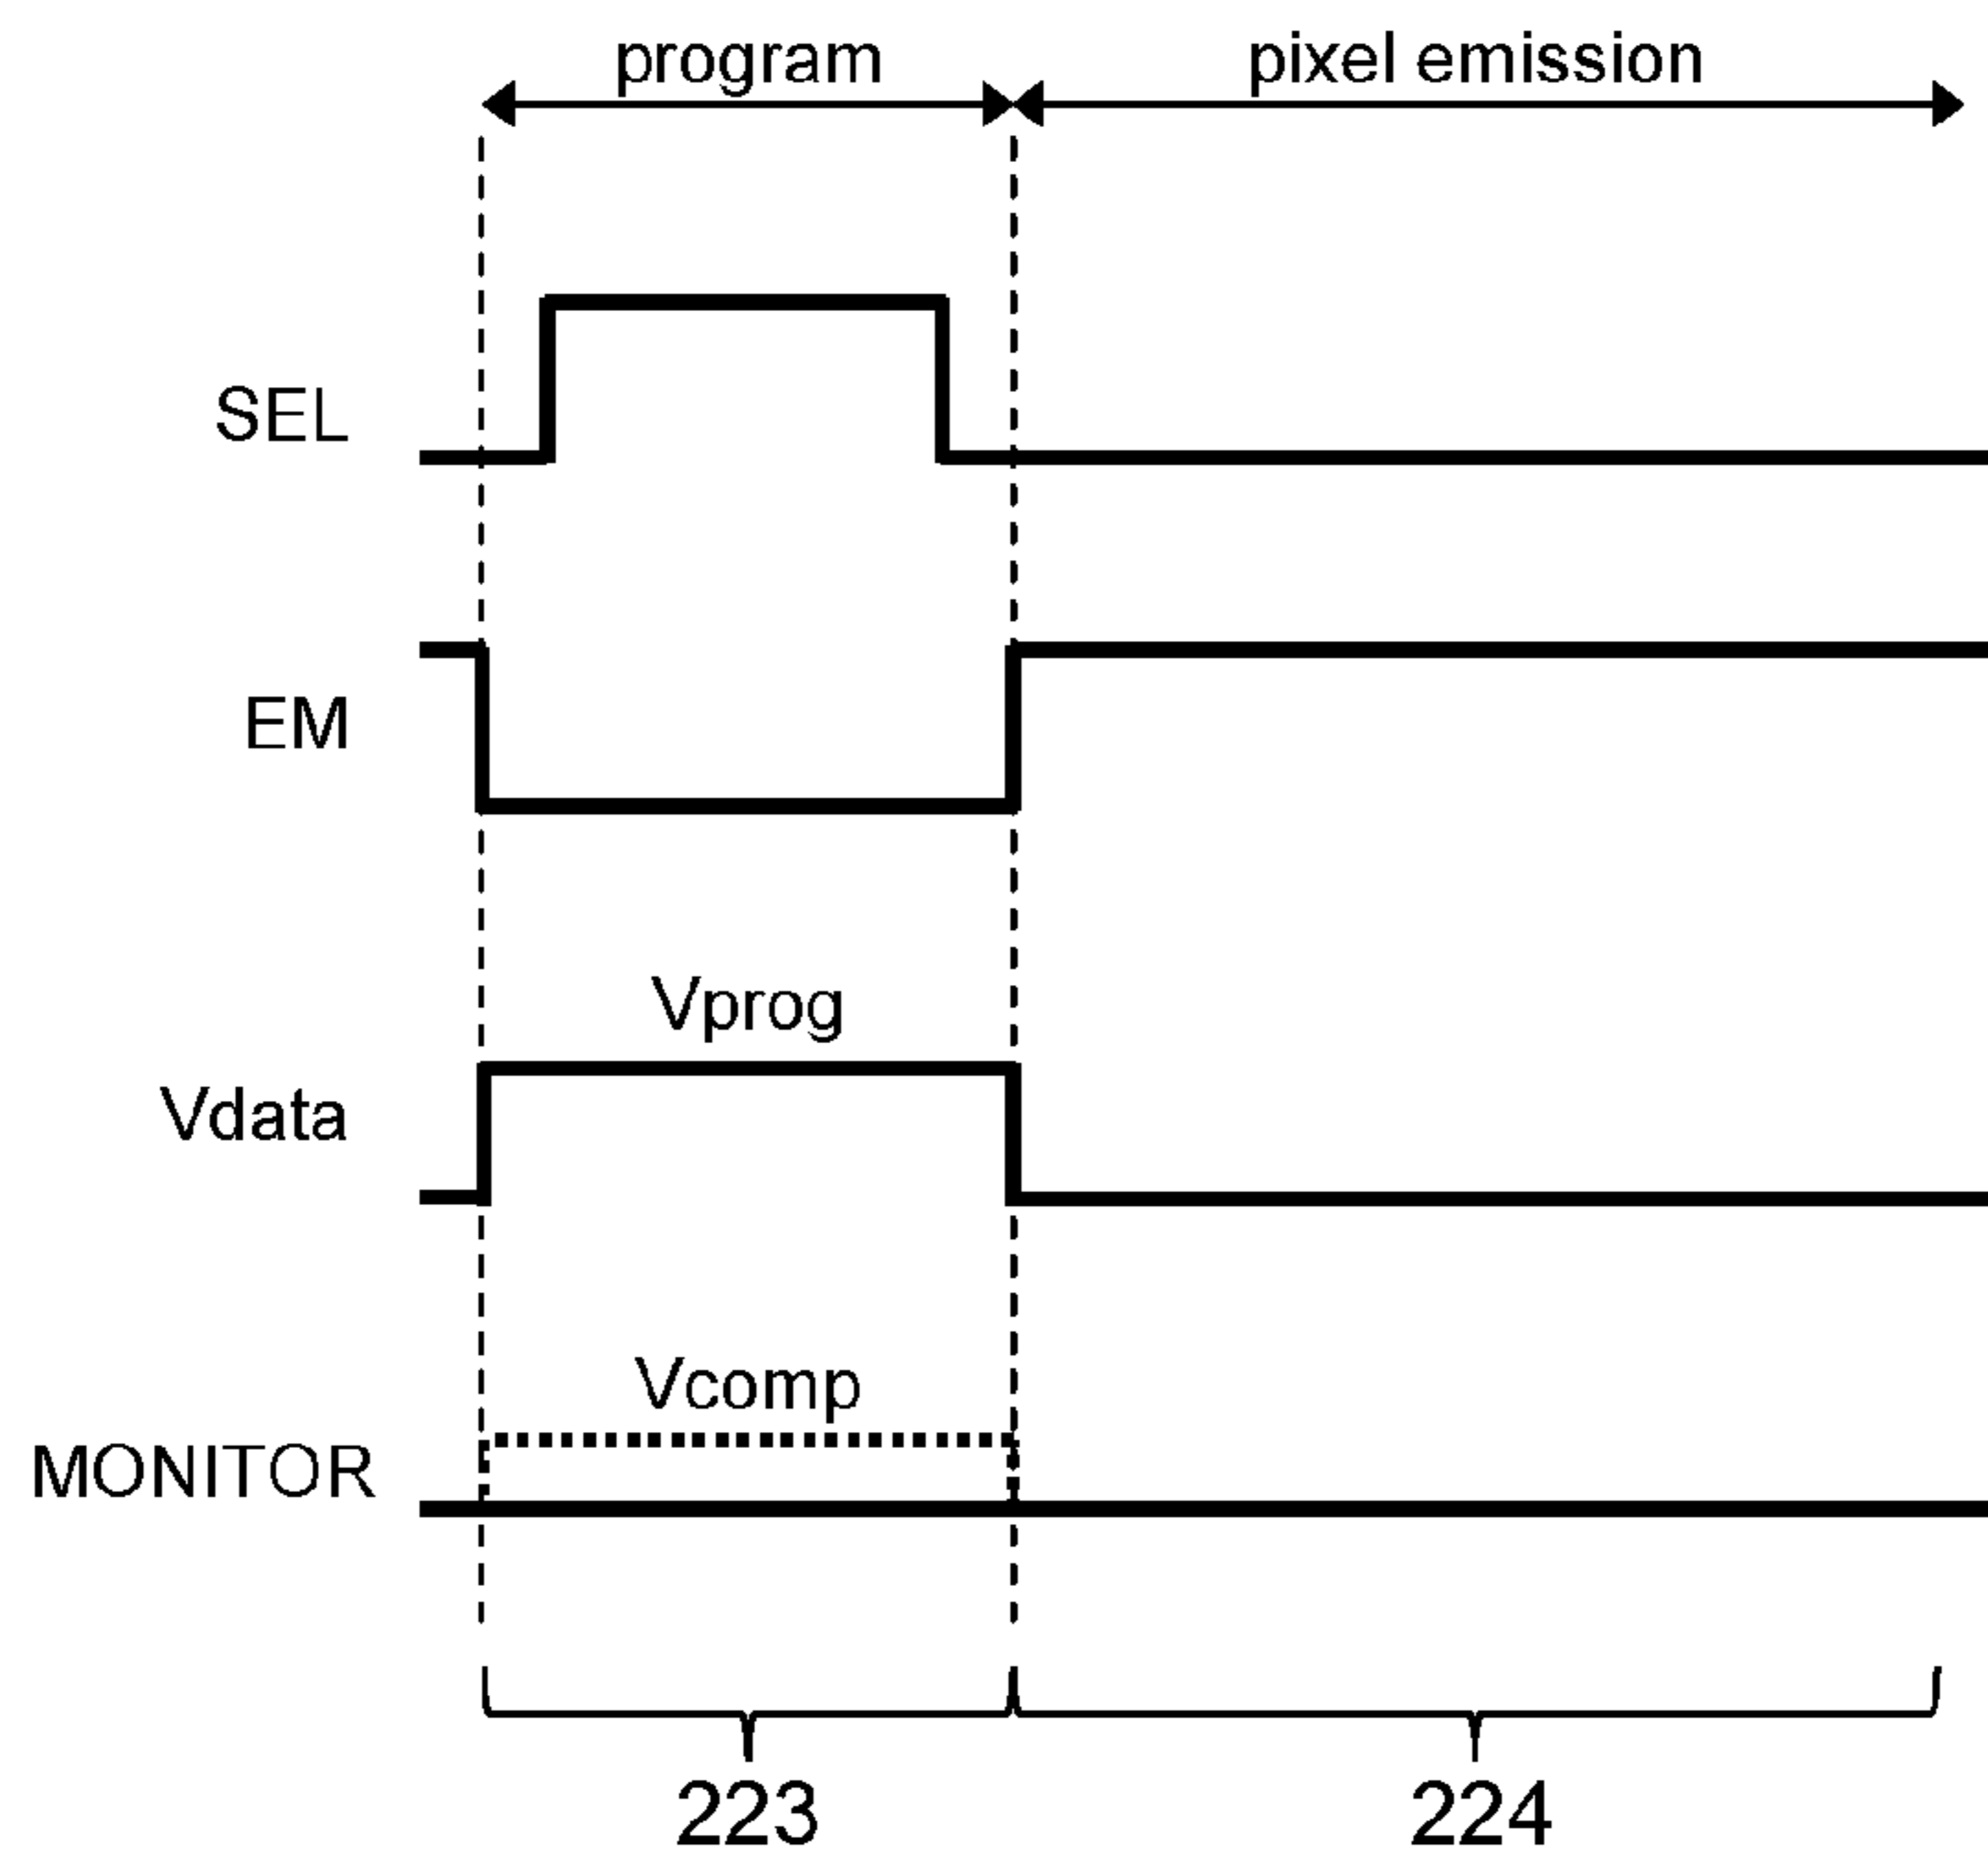 program pixel emission
SEL
EM
Vprog
Vdata
Vcomp
MONITOR
223 224